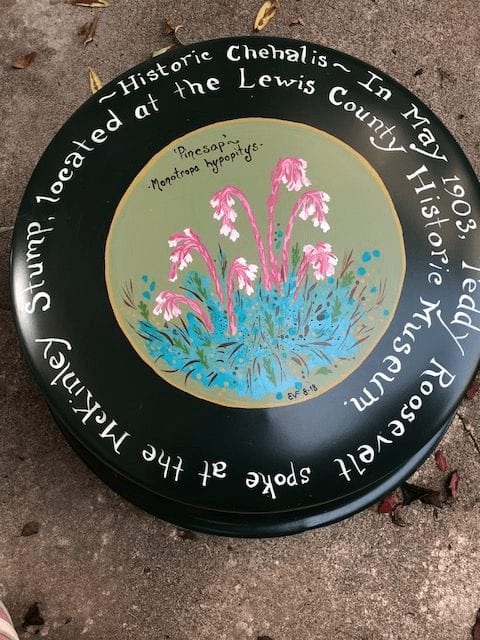 ~Historic Chehalis~ In May 1903, Teddy Roosevelt spoke at the McKinley Stump, located at the Lewis County Historic Museum.
'Pinesap'~
·Monotropa hypopitys·
EVF 8-18